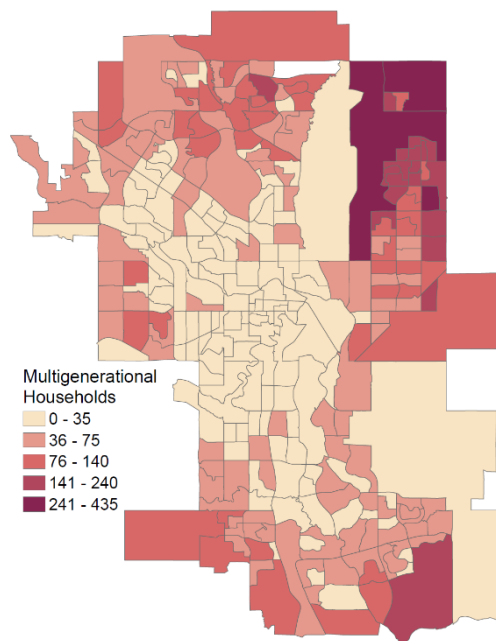 Multigenerational
Households
0 - 35
36 - 75
76 - 140
141 - 240
241 - 435